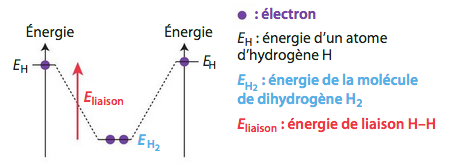 Énergie
Énergie
: électron
E_H : énergie d'un atome
d'hydrogène H
E_H
E_H
E_liaison
E_H₂
E_H₂ : énergie de la molécule
de dihydrogène H₂
E_liaison : énergie de liaison H–H